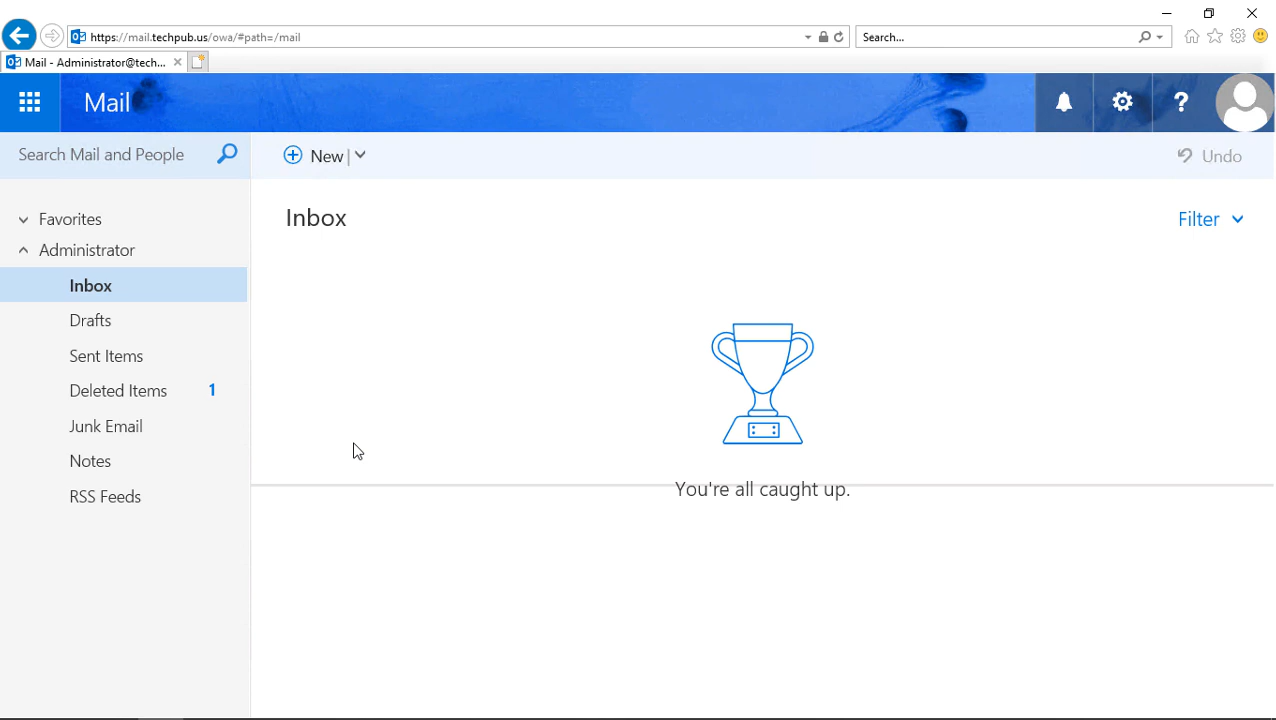 https://mail.techpub.us/owa/#path=/mail
Search...
Mail - Administrator@tech...
Mail
?
Search Mail and People
New
Undo
Favorites
Inbox
Filter
Administrator
Inbox
Drafts
Sent Items
Deleted Items 1
Junk Email
Notes
You're all caught up.
RSS Feeds